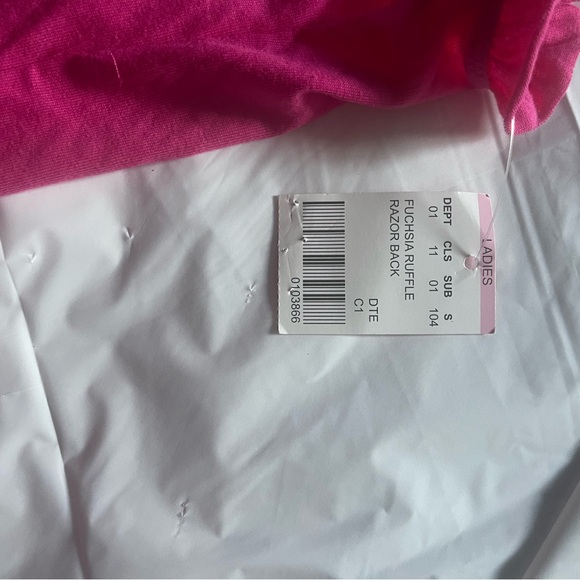 LADIES
DEPT CLS SUB S
01 11 01 104
FUCHSIA RUFFLE
RAZOR BACK
DTE
C1
0103866